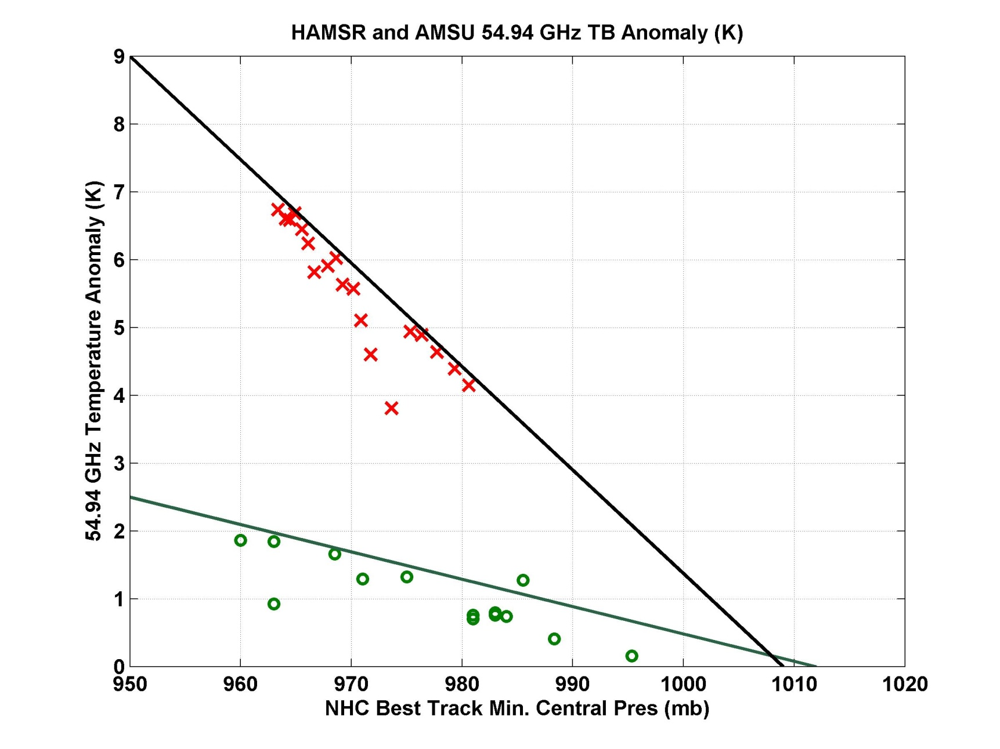 HAMSR and AMSU 54.94 GHz TB Anomaly (K)
54.94 GHz Temperature Anomaly (K)
9
8
7
6
5
4
3
2
1
0
950 960 970 980 990 1000 1010 1020
NHC Best Track Min. Central Pres (mb)